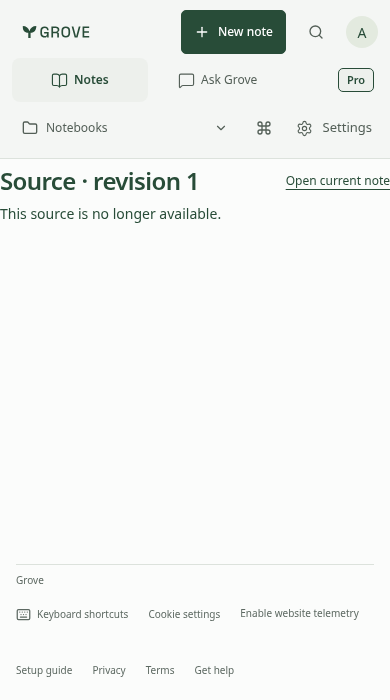 GROVE
New note
A
Notes
Ask Grove
Pro
Notebooks
Settings
Source · revision 1
Open current note
This source is no longer available.
Grove
Keyboard shortcuts
Cookie settings
Enable website telemetry
Setup guide
Privacy
Terms
Get help